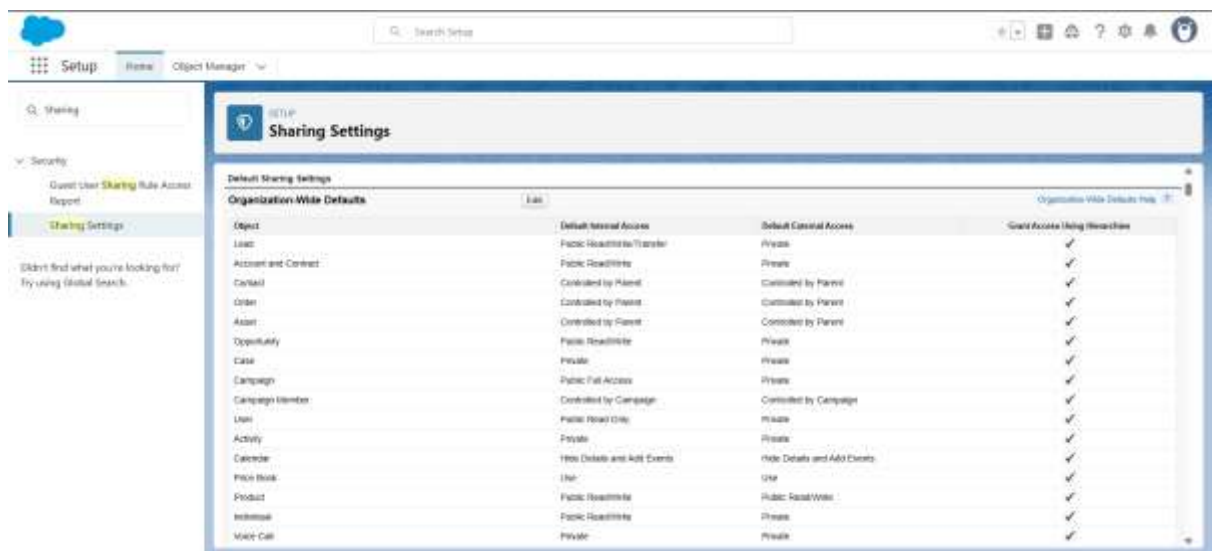 Search Setup
Setup Home Object Manager
Sharing
Security
Guest User Sharing Rule Access Report
Sharing Settings
Didn't find what you're looking for?
Try using Global Search.
SETUP
Sharing Settings
Default Sharing Settings
Organization-Wide Defaults Edit Organization-Wide Defaults Help ?
Object Default Internal Access Default External Access Grant Access Using Hierarchies
Lead Public Read/Write/Transfer Private
Account and Contract Public Read/Write Private
Contact Controlled by Parent Controlled by Parent
Order Controlled by Parent Controlled by Parent
Asset Controlled by Parent Controlled by Parent
Opportunity Public Read/Write Private
Case Private Private
Campaign Public Full Access Private
Campaign Member Controlled by Campaign Controlled by Campaign
User Public Read Only Private
Activity Private Private
Calendar Hide Details and Add Events Hide Details and Add Events
Price Book Use Use
Product Public Read/Write Public Read/Write
Individual Public Read/Write Private
Voice Call Private Private